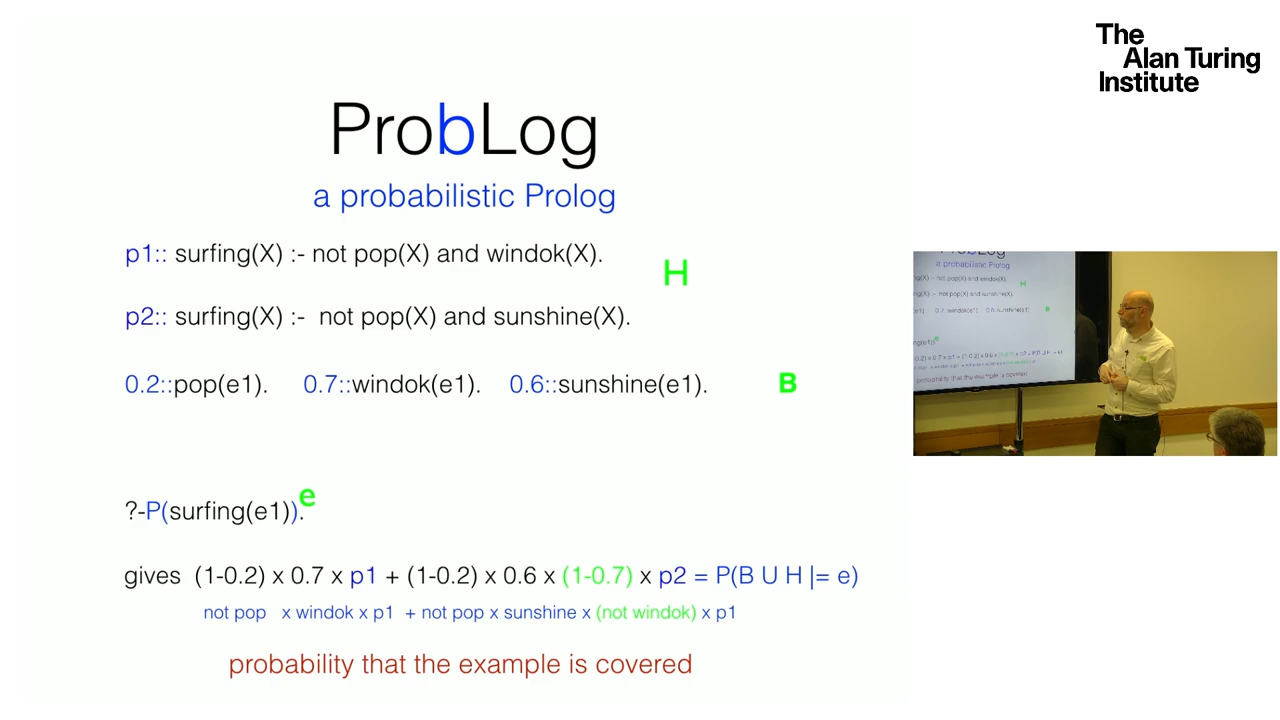 The
Alan Turing
Institute
ProbLog
a probabilistic Prolog
p1:: surfing(X) :- not pop(X) and windok(X).
H
p2:: surfing(X) :- not pop(X) and sunshine(X).
0.2::pop(e1). 0.7::windok(e1). 0.6::sunshine(e1). B
?-P(surfing(e1)).e
gives (1-0.2) x 0.7 x p1 + (1-0.2) x 0.6 x (1-0.7) x p2 = P(B U H |= e)
not pop x windok x p1 + not pop x sunshine x (not windok) x p1
probability that the example is covered